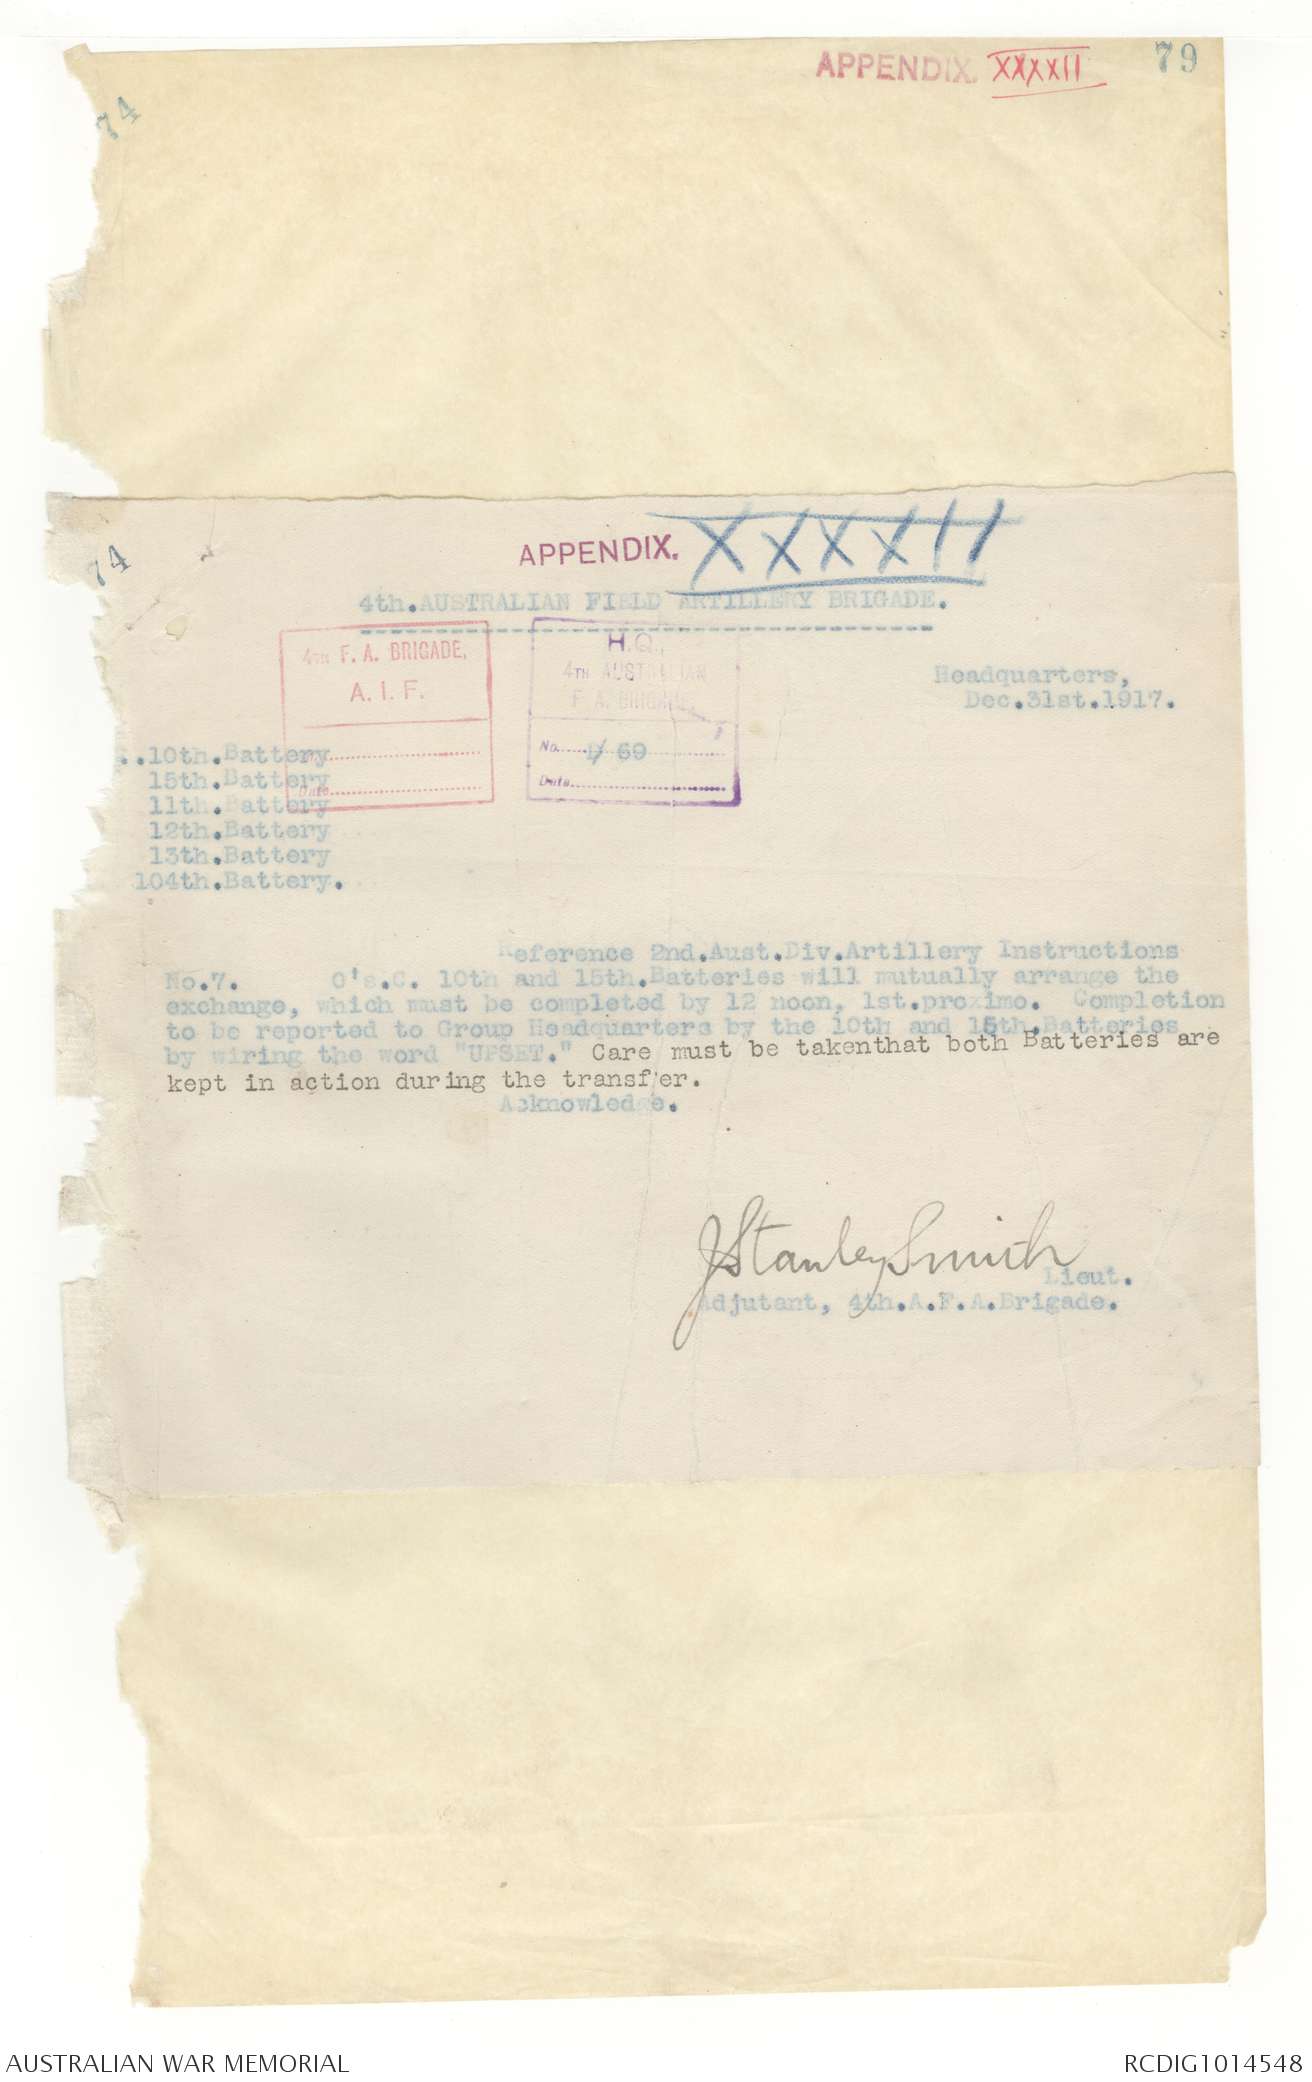 APPENDIX. XXXXII
79
74
APPENDIX. XXXXII
74
4th.AUSTRALIAN FIELD ARTILLERY BRIGADE.
4TH F. A. BRIGADE,
A. I. F.
Date
H.Q.,
4TH AUSTRALIAN
F. A. BRIGADE,
No. D/ 69
Date
Headquarters,
Dec.31st.1917.
.10th.Battery
15th.Battery
11th.Battery
12th.Battery
13th.Battery
104th.Battery.
Reference 2nd.Aust.Div.Artillery Instructions
No.7. O's.C. 10th and 15th.Batteries will mutually arrange the
exchange, which must be completed by 12 noon, 1st.proximo. Completion
to be reported to Group Headquarters by the 10th and 15th.Batteries
by wiring the word "UPSET." Care must be takenthat both Batteries are
kept in action during the transfer.
Acknowledge.
J Stanley Smith
Lieut.
Adjutant, 4th.A.F.A.Brigade.
AUSTRALIAN WAR MEMORIAL
RCDIG1014548